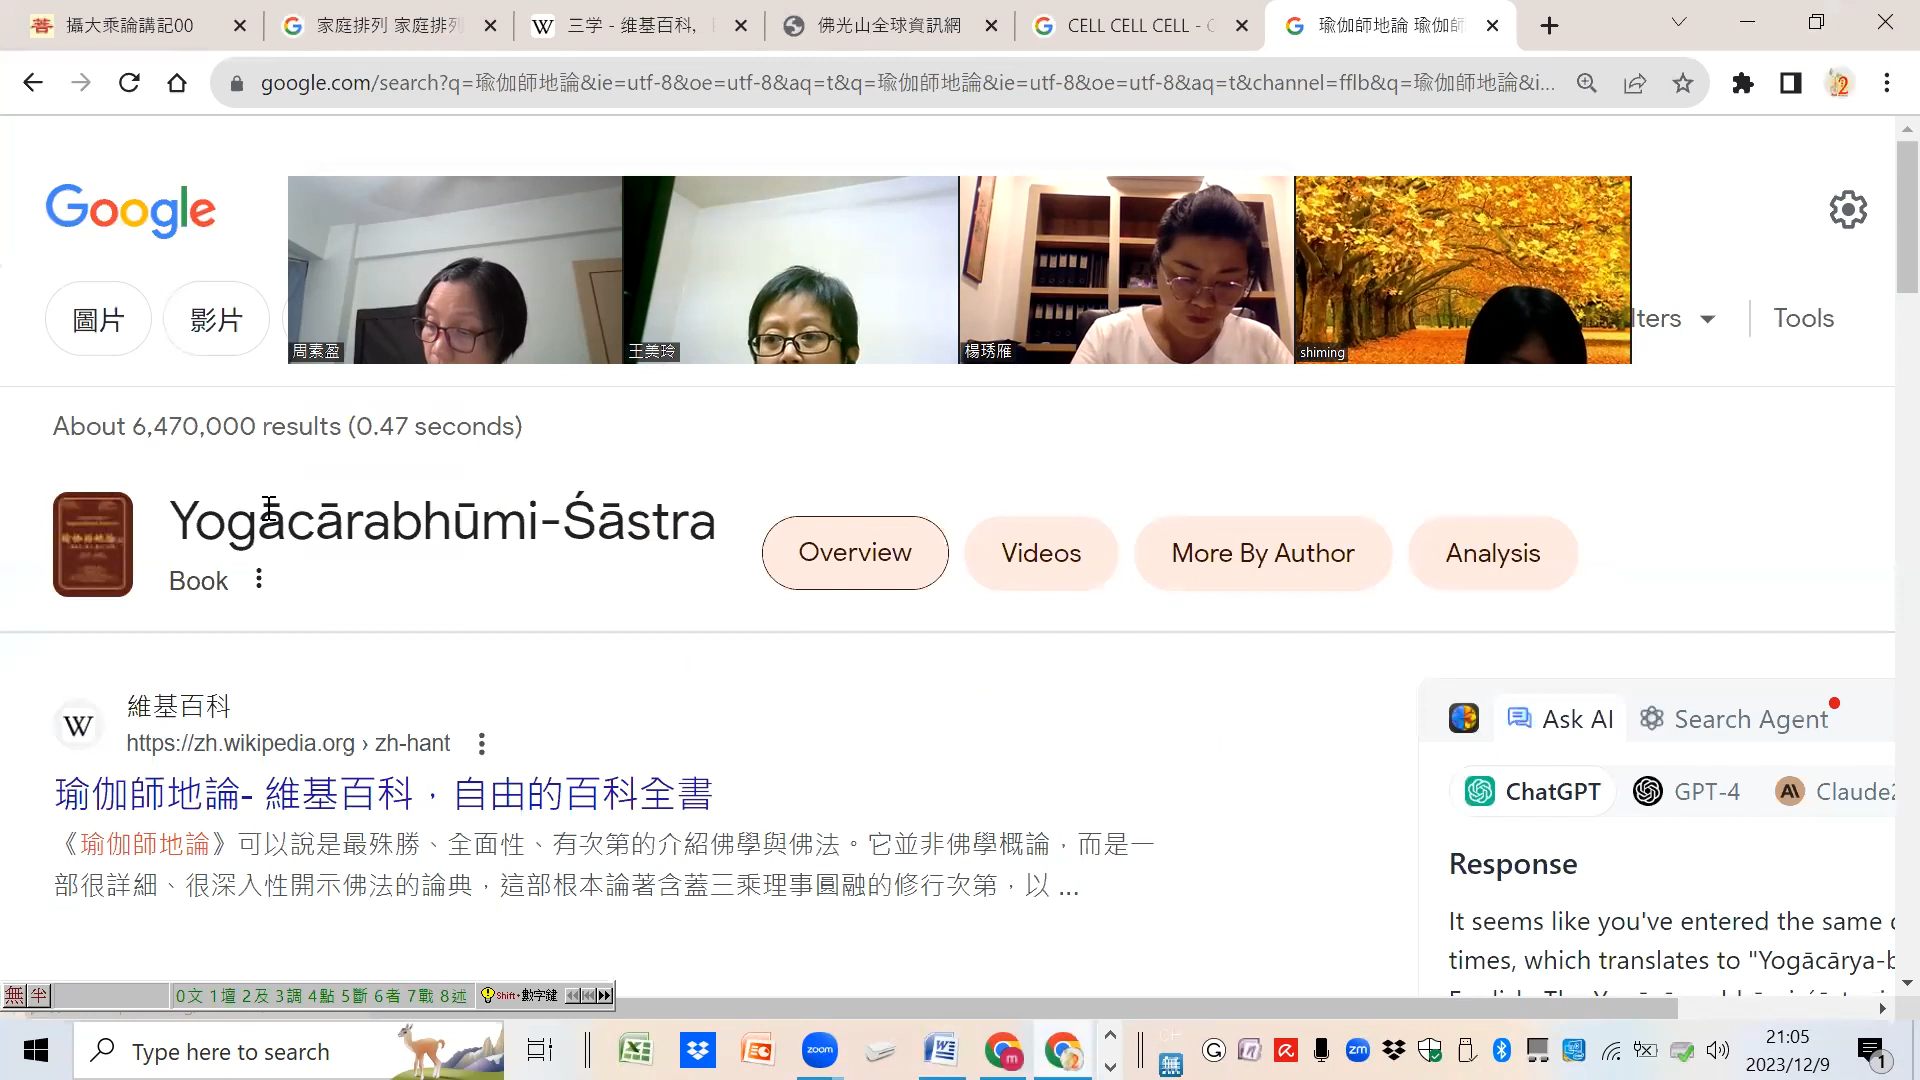 攝大乘論講記00
家庭排列 家庭排列
三学 - 维基百科,
佛光山全球資訊網
CELL CELL CELL - G
瑜伽師地論 瑜伽師
google.com/search?q=瑜伽師地論&ie=utf-8&oe=utf-8&aq=t&q=瑜伽師地論&ie=utf-8&oe=utf-8&aq=t&channel=fflb&q=瑜伽師地論&i...
Google
圖片
影片
周素盈
王美玲
楊琇雁
shiming
lters
Tools
About 6,470,000 results (0.47 seconds)
Yogācārabhūmi-Śāstra
Book
Overview
Videos
More By Author
Analysis
維基百科
https://zh.wikipedia.org › zh-hant
瑜伽師地論- 維基百科，自由的百科全書
《瑜伽師地論》可以說是最殊勝、全面性、有次第的介紹佛學與佛法。它並非佛學概論，而是一
部很詳細、很深入性開示佛法的論典，這部根本論著含蓋三乘理事圓融的修行次第，以 ...
Ask AI
Search Agent
ChatGPT
GPT-4
Claude2
Response
It seems like you've entered the same
times, which translates to "Yogācārya-b
無 半
0文 1壇 2及 3調 4點 5斷 6者 7戰 8述
Shift+數字鍵
Type here to search
zoom
zm
無
21:05
2023/12/9
1